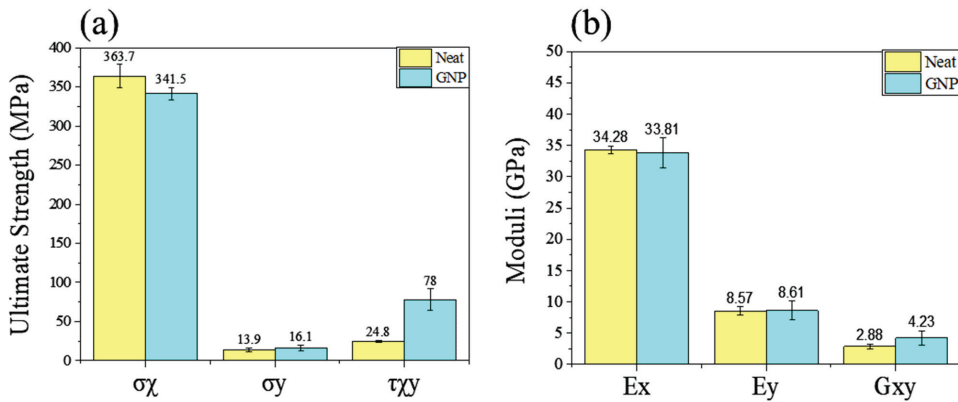 (a)
Ultimate Strength (MPa)
400
350
300
250
200
150
100
50
0
363.7
341.5
13.9
16.1
24.8
78
Neat
GNP
σχ
σy
τχy
(b)
Moduli (GPa)
50
45
40
35
30
25
20
15
10
5
0
34.28
33.81
8.57
8.61
2.88
4.23
Neat
GNP
Ex
Ey
Gxy